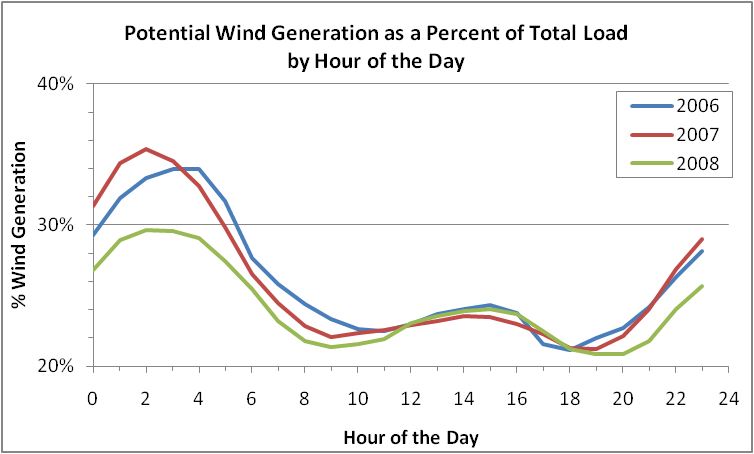 Potential Wind Generation as a Percent of Total Load
by Hour of the Day
% Wind Generation
40%
30%
20%
2006
2007
2008
0 2 4 6 8 10 12 14 16 18 20 22 24
Hour of the Day